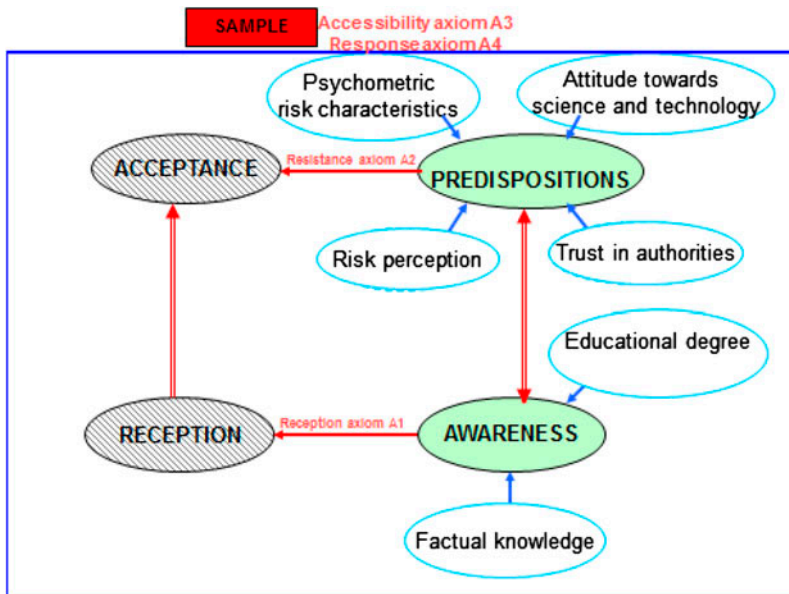 SAMPLE
Accessibility axiom A3
Response axiom A4
Psychometric
risk characteristics
Attitude towards
science and technology
ACCEPTANCE
Resistance axiom A2
PREDISPOSITIONS
Risk perception
Trust in authorities
Educational degree
RECEPTION
Reception axiom A1
AWARENESS
Factual knowledge